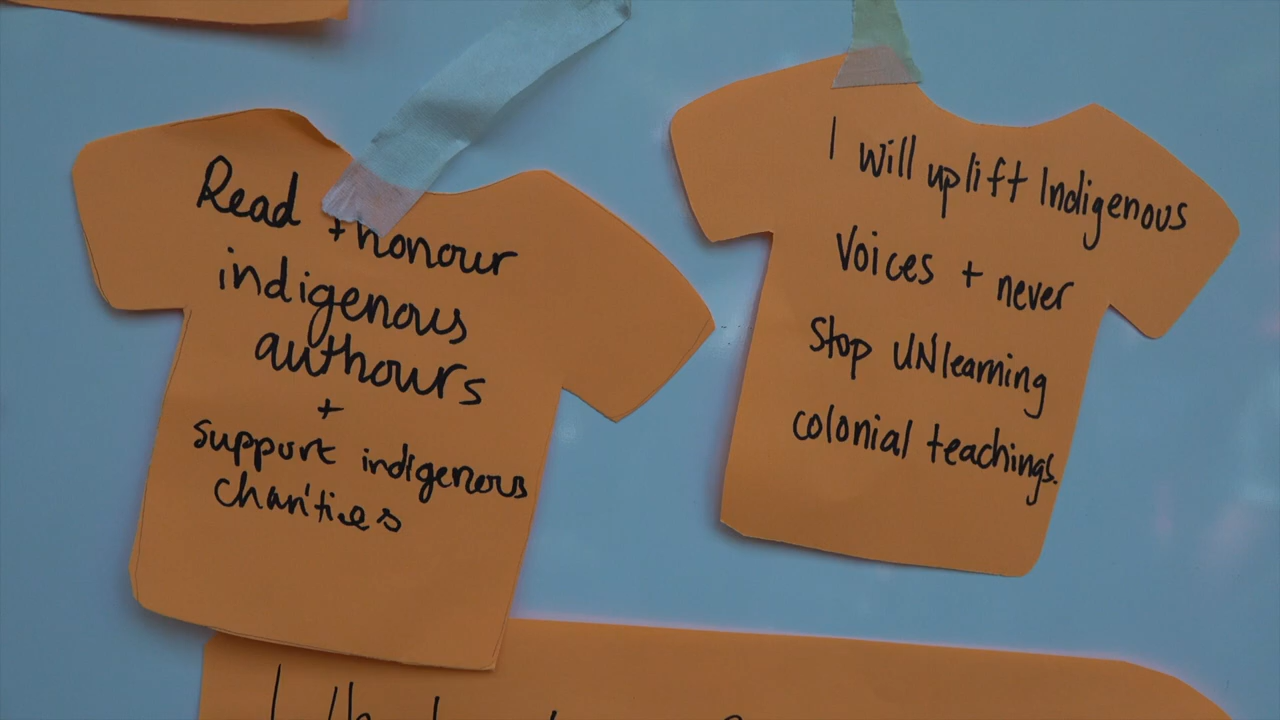 Read + honour
indigenous
authours
+
support indigenous
charities
I will uplift Indigenous
Voices + never
Stop UNlearning
colonial teachings.
I